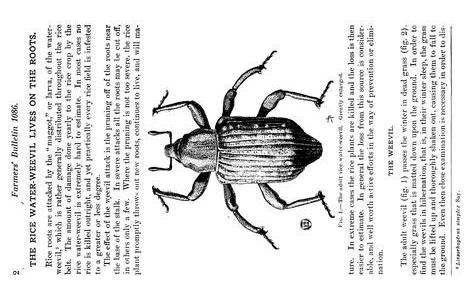 2
Farmers' Bulletin 1086.
THE RICE WATER-WEEVIL LIVES ON THE ROOTS.
Rice roots are attacked by the "maggot," or larva, of the water-
weevil,¹ which is rather generally distributed throughout the rice
belt. The amount of damage done yearly to the rice crop by the
rice water-weevil is extremely hard to estimate. In most cases no
rice is killed outright, and yet practically every rice field is infested
to a greater or less degree.
The effect of the weevil attack is the pruning off of the roots near
the base of the stalk. In severe attacks all the roots may be cut off,
in others only a few. Where the pruning is not too severe, the rice
plant promptly throws out new roots, continues to live, and will ma-
Fig. 1.—The adult rice water-weevil. Greatly enlarged.
ture. In extreme cases the rice plants are killed and the loss is then
easier to estimate. In general the loss from this source is consider-
able, and well worth active efforts in the way of prevention or elimi-
nation.
THE WEEVIL.
The adult weevil (fig. 1) passes the winter in dead grass (fig. 2),
especially grass that is matted down upon the ground. In order to
find the weevils in hibernation, that is, in their winter sleep, the grass
must be lifted up and thoroughly shaken out, causing them to fall to
the ground. Even then close examination is necessary in order to dis-
¹ Lissorhoptrus simplex Say.